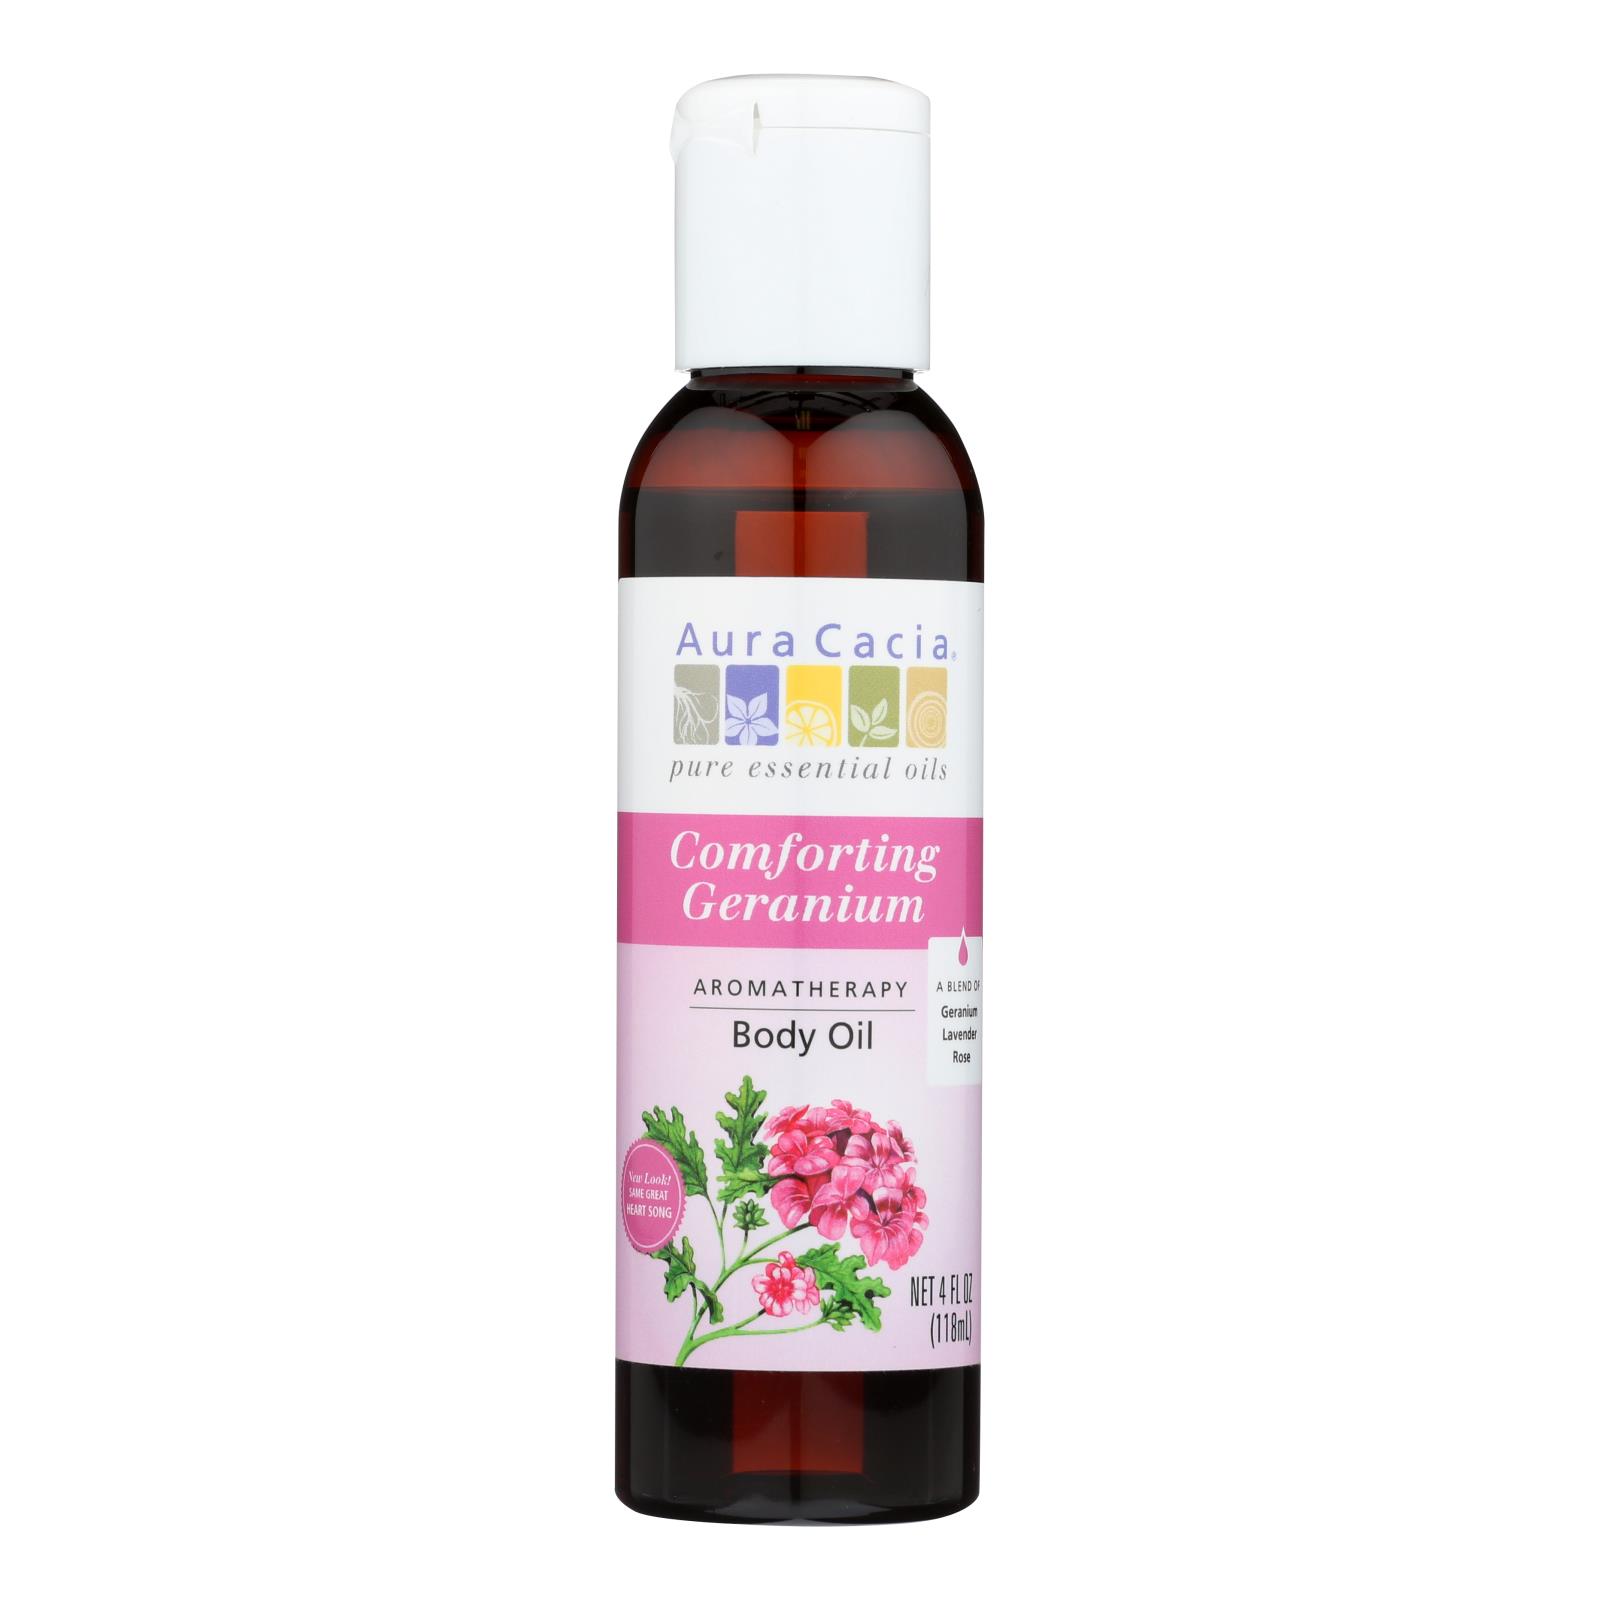 Aura Cacia®
pure essential oils
Comforting
Geranium
AROMATHERAPY
Body Oil
A BLEND OF
Geranium
Lavender
Rose
New Look!
SAME GREAT
HEART SONG
NET 4 FL OZ
(118mL)